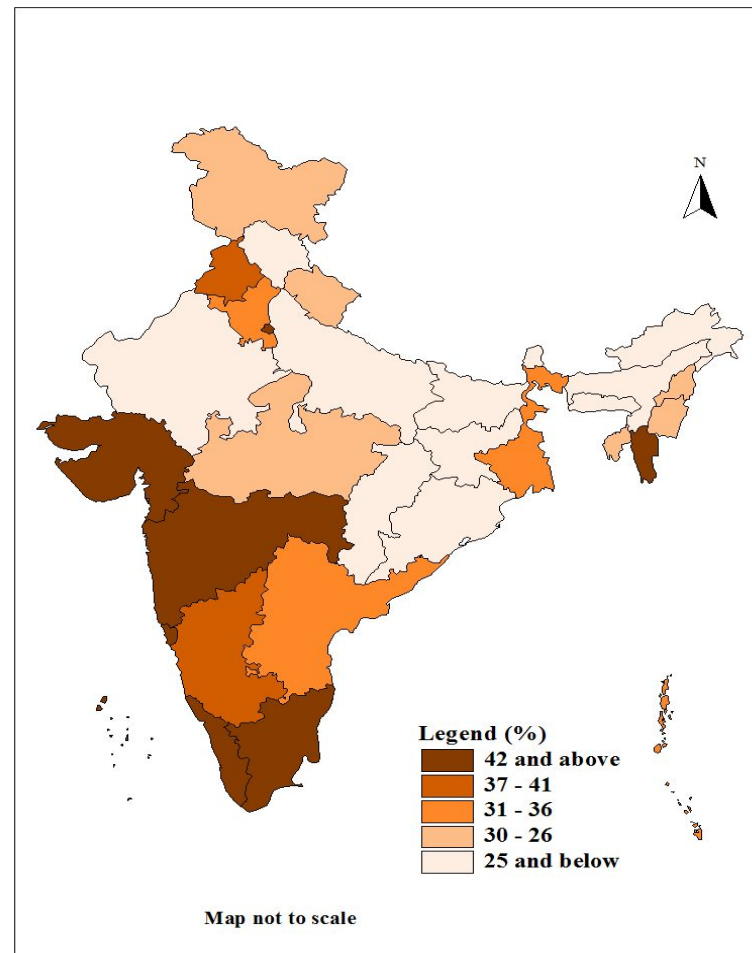 N
Legend (%)
42 and above
37 - 41
31 - 36
30 - 26
25 and below
Map not to scale